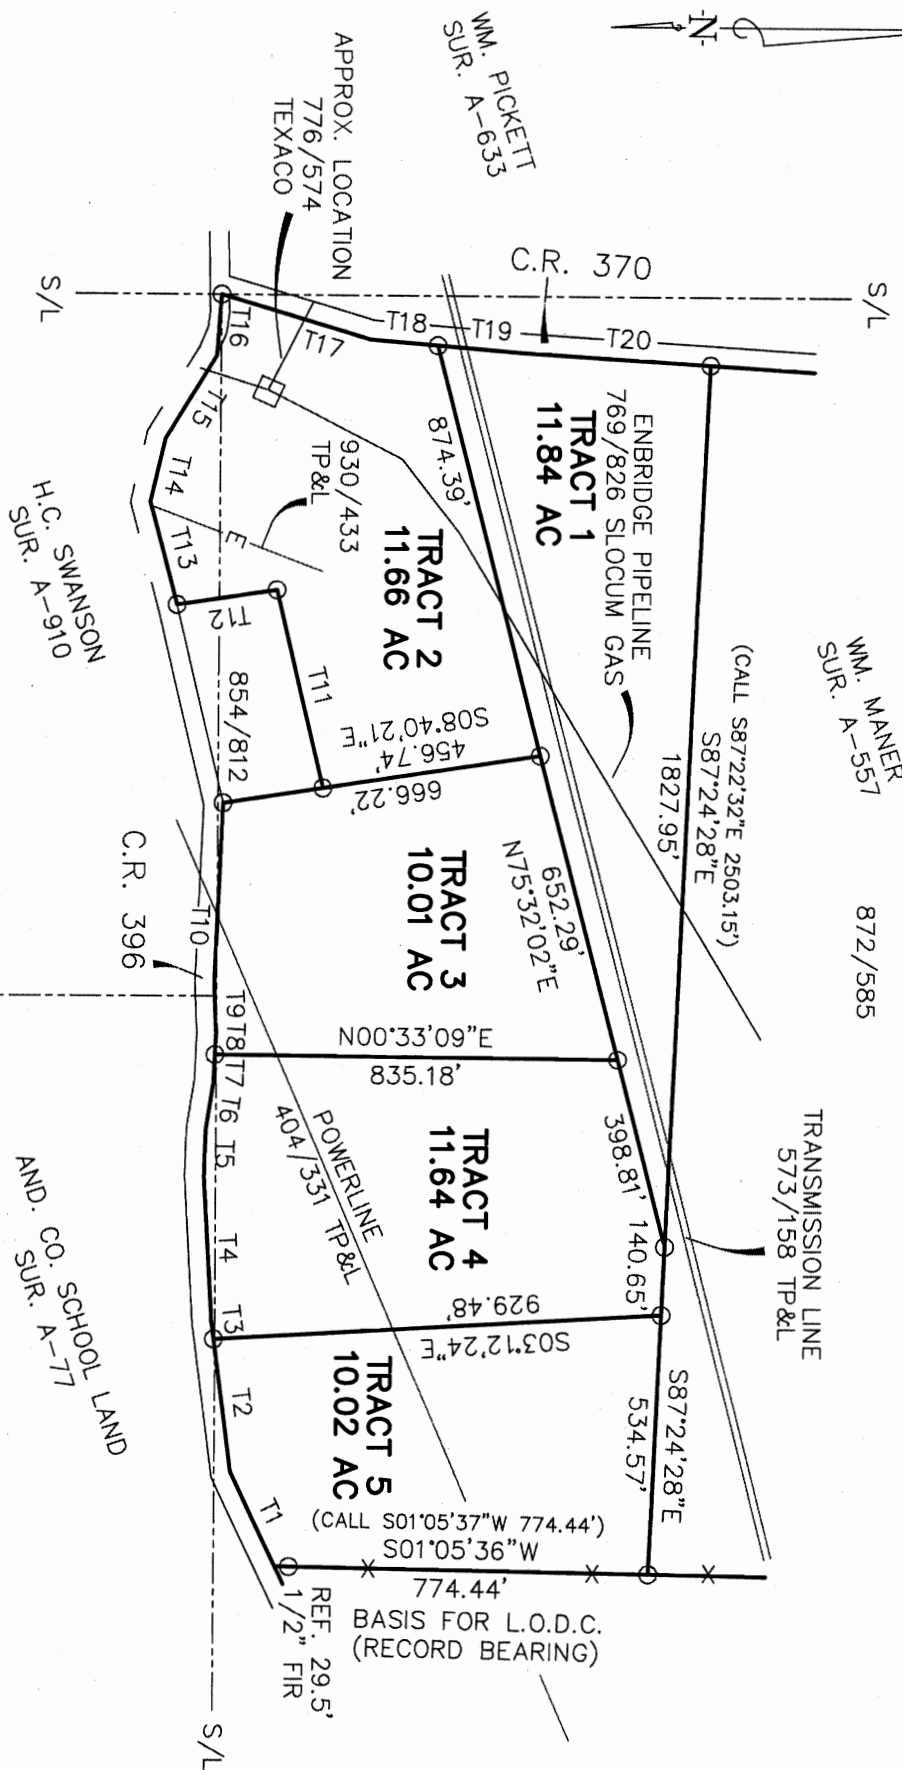 -N-
WM. PICKETT
SUR. A-633
APPROX. LOCATION
776/574
TEXACO
S/L
S/L
C.R. 370
T16
T17
T18
T19
T20
WM. MANER
SUR. A-557
872/585
(CALL S87°22'32"E 2503.15')
S87°24'28"E
1827.95'
ENBRIDGE PIPELINE
769/826 SLOCUM GAS
TRACT 1
11.84 AC
874.39'
TRACT 2
11.66 AC
930/433
TP&L
E
T15
T14
T13
T12
T11
854/812
S08°40'21"E
456.74'
666.22'
652.29'
N75°32'02"E
TRACT 3
10.01 AC
H.C. SWANSON
SUR. A-910
C.R. 396
T10
T9
T8
T7
T6
T5
T4
T3
T2
T1
N00°33'09"E
835.18'
398.81'
140.65'
TRANSMISSION LINE
573/158 TP&L
TRACT 4
11.64 AC
POWERLINE
404/331 TP&L
929.48'
S03°12'24"E
S87°24'28"E
534.57'
TRACT 5
10.02 AC
(CALL S01°05'37"W 774.44')
S01°05'36"W
774.44'
BASIS FOR L.O.D.C.
(RECORD BEARING)
REF. 29.5'
1/2" FIR
AND. CO. SCHOOL LAND
SUR. A-77
S/L